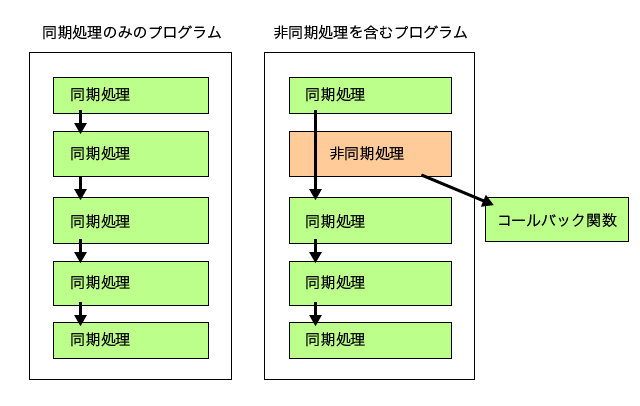 同期処理のみのプログラム
同期処理
同期処理
同期処理
同期処理
同期処理
非同期処理を含むプログラム
同期処理
非同期処理
同期処理
同期処理
同期処理
コールバック関数